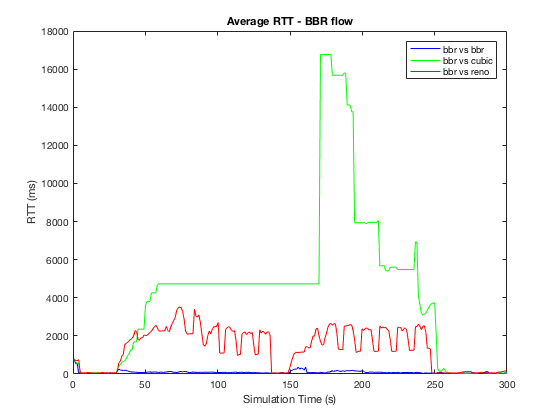 Average RTT - BBR flow
18000
16000
14000
12000
10000
8000
6000
4000
2000
0
RTT (ms)
bbr vs bbr
bbr vs cubic
bbr vs reno
0 50 100 150 200 250 300
Simulation Time (s)